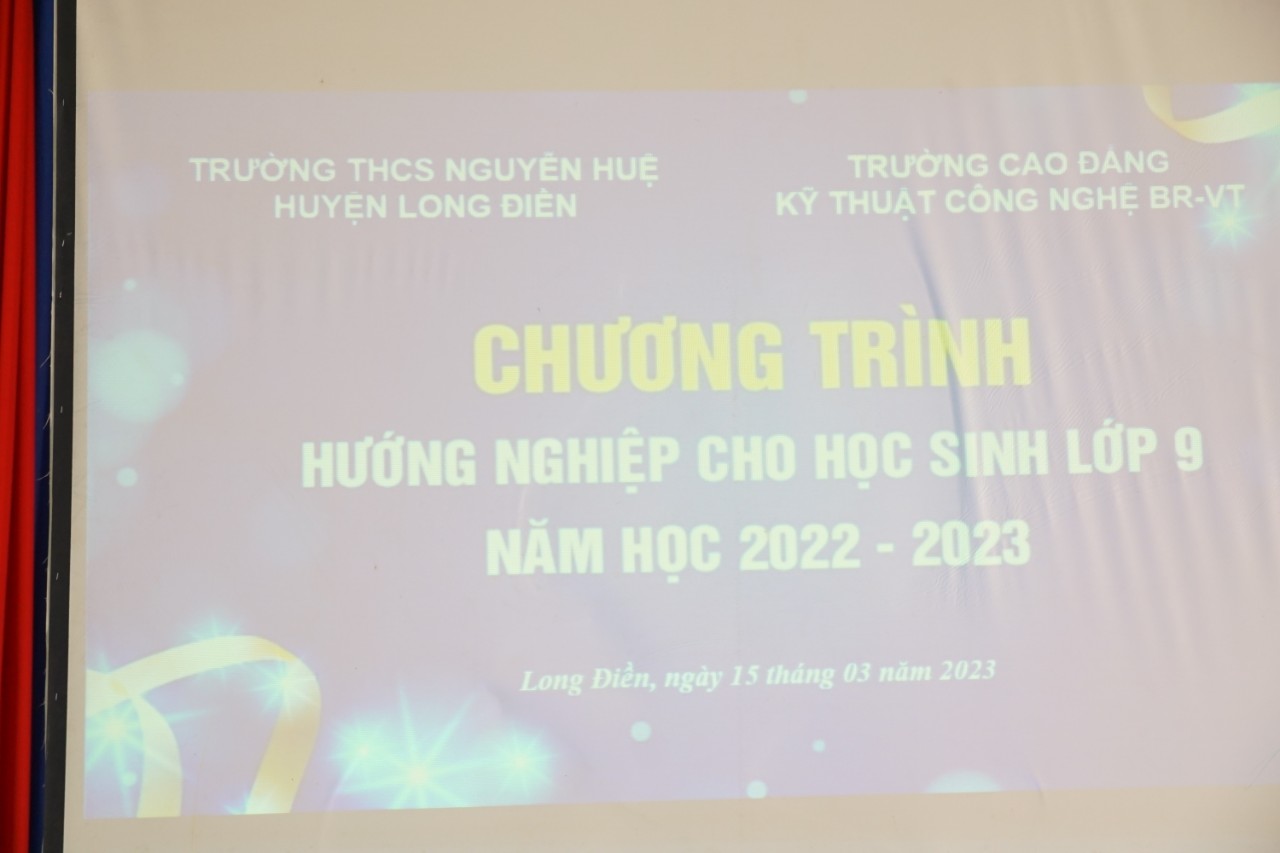 TRƯỜNG THCS NGUYỄN HUỆ
HUYỆN LONG ĐIỀN
TRƯỜNG CAO ĐẲNG
KỸ THUẬT CÔNG NGHỆ BR-VT
CHƯƠNG TRÌNH
HƯỚNG NGHIỆP CHO HỌC SINH LỚP 9
NĂM HỌC 2022 - 2023
Long Điền, ngày 15 tháng 03 năm 2023